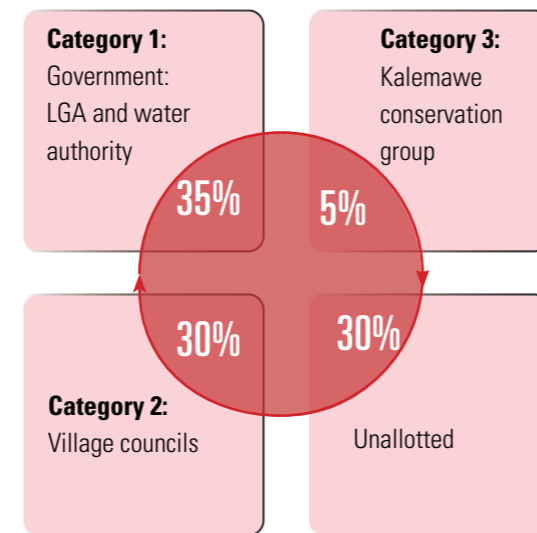 Category 1:
Government:
LGA and water
authority
35%
Category 3:
Kalemawe
conservation
group
5%
30%
Category 2:
Village councils
30%
Unallotted